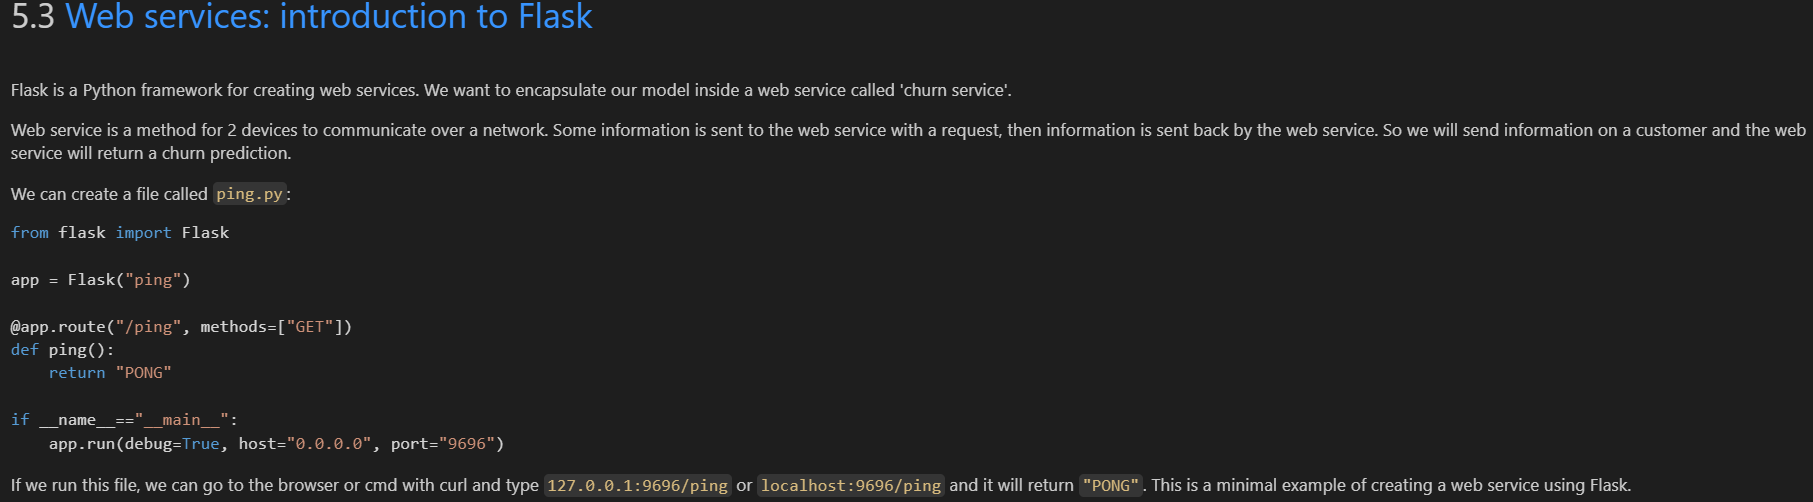 5.3 Web services: introduction to Flask
Flask is a Python framework for creating web services. We want to encapsulate our model inside a web service called 'churn service'.
Web service is a method for 2 devices to communicate over a network. Some information is sent to the web service with a request, then information is sent back by the web service. So we will send information on a customer and the web
service will return a churn prediction.
We can create a file called ping.py:
from flask import Flask
app = Flask("ping")
@app.route("/ping", methods=["GET"])
def ping():
    return "PONG"
if __name__=="__main__":
    app.run(debug=True, host="0.0.0.0", port="9696")
If we run this file, we can go to the browser or cmd with curl and type 127.0.0.1:9696/ping or localhost:9696/ping and it will return "PONG". This is a minimal example of creating a web service using Flask.